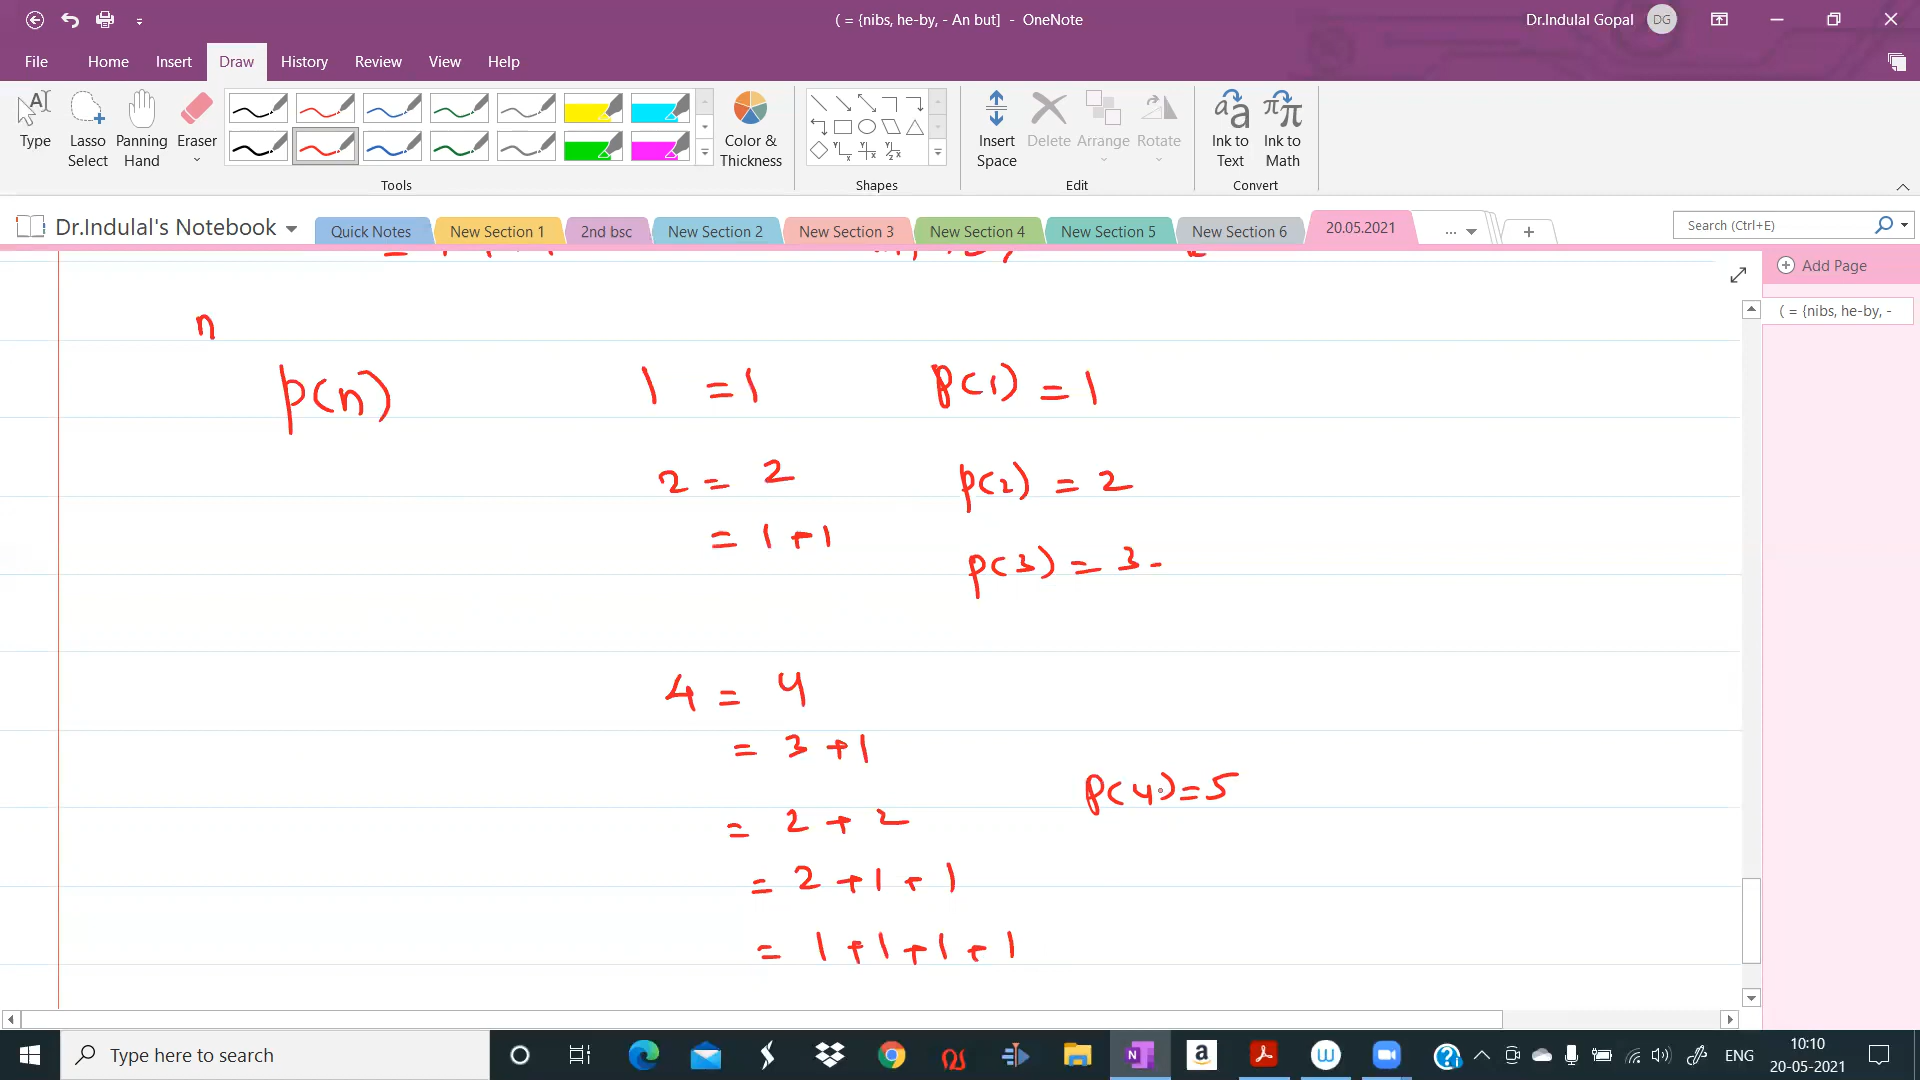 ( = {nibs, he-by, - An but] - OneNote
Dr.Indulal Gopal DG
File Home Insert Draw History Review View Help
Type Lasso Select Panning Hand Eraser
Color & Thickness
Insert Space Delete Arrange Rotate
Ink to Text Ink to Math
Tools Shapes Edit Convert
Dr.Indulal's Notebook Quick Notes New Section 1 2nd bsc New Section 2 New Section 3 New Section 4 New Section 5 New Section 6 20.05.2021 ... Search (Ctrl+E)
Add Page
( = {nibs, he-by, -
n
p(n) 1 = 1 p(1) = 1
2 = 2 p(2) = 2
= 1 + 1
p(3) = 3 -
4 = 4
= 3 + 1
p(4) = 5
= 2 + 2
= 2 + 1 + 1
= 1 + 1 + 1 + 1
Type here to search
ENG 10:10
20-05-2021